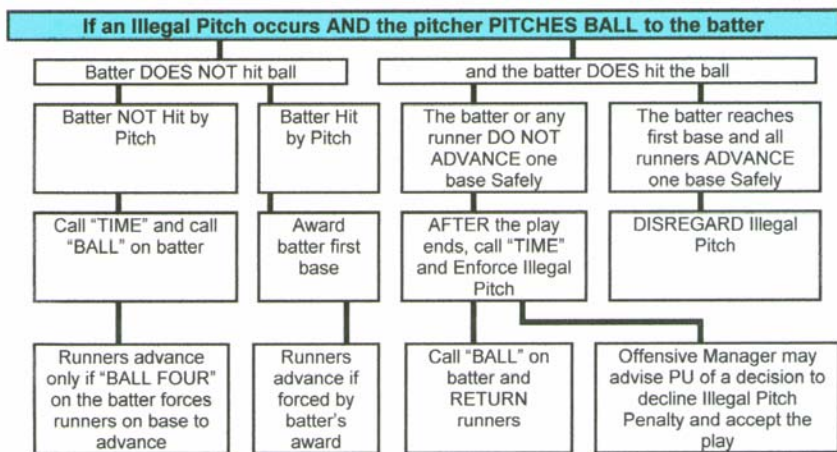 If an Illegal Pitch occurs AND the pitcher PITCHES BALL to the batter
Batter DOES NOT hit ball
and the batter DOES hit the ball
Batter NOT Hit by
Pitch
Batter Hit
by Pitch
The batter or any
runner DO NOT
ADVANCE one
base Safely
The batter reaches
first base and all
runners ADVANCE
one base Safely
Call “TIME” and call
“BALL” on batter
Award
batter first
base
AFTER the play
ends, call “TIME”
and Enforce Illegal
Pitch
DISREGARD Illegal
Pitch
Runners advance
only if “BALL FOUR”
on the batter forces
runners on base to
advance
Runners
advance if
forced by
batter’s
award
Call “BALL” on
batter and
RETURN
runners
Offensive Manager may
advise PU of a decision to
decline Illegal Pitch
Penalty and accept the
play